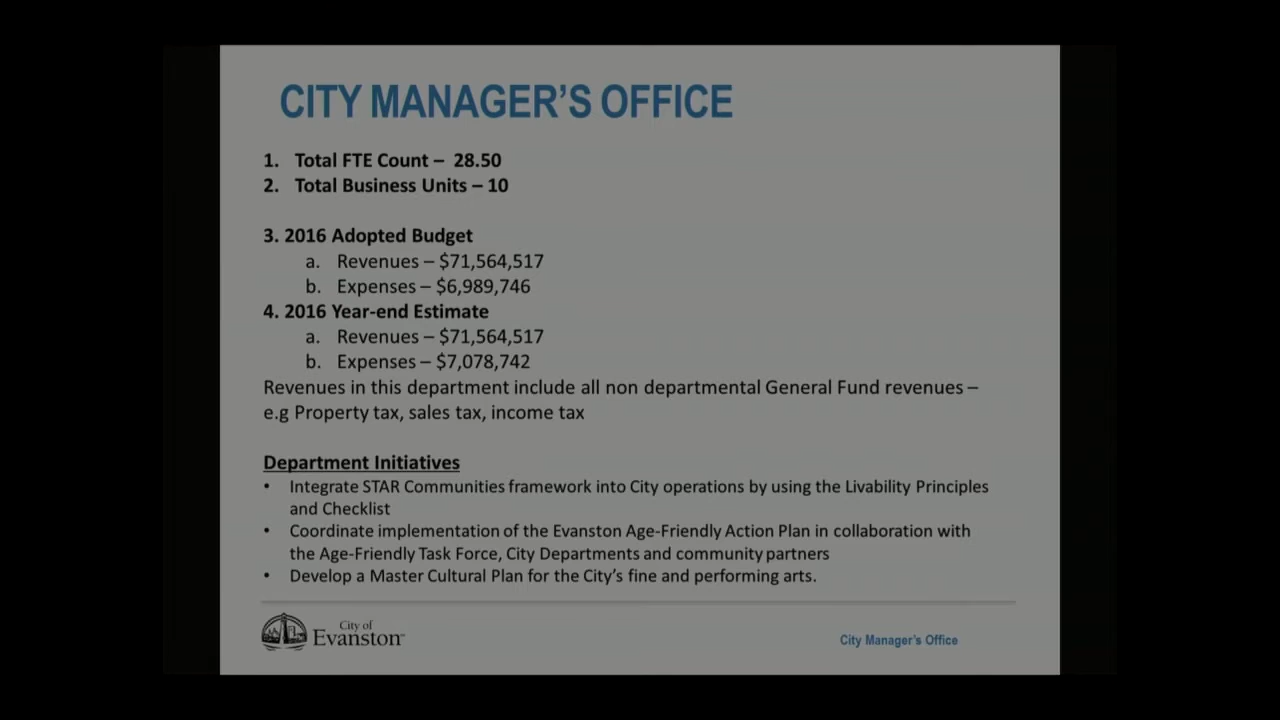 CITY MANAGER'S OFFICE
1. Total FTE Count – 28.50
2. Total Business Units – 10
3. 2016 Adopted Budget
a. Revenues – $71,564,517
b. Expenses – $6,989,746
4. 2016 Year-end Estimate
a. Revenues – $71,564,517
b. Expenses – $7,078,742
Revenues in this department include all non departmental General Fund revenues –
e.g Property tax, sales tax, income tax
Department Initiatives
• Integrate STAR Communities framework into City operations by using the Livability Principles
and Checklist
• Coordinate implementation of the Evanston Age-Friendly Action Plan in collaboration with
the Age-Friendly Task Force, City Departments and community partners
• Develop a Master Cultural Plan for the City's fine and performing arts.
City of
Evanston™
City Manager's Office